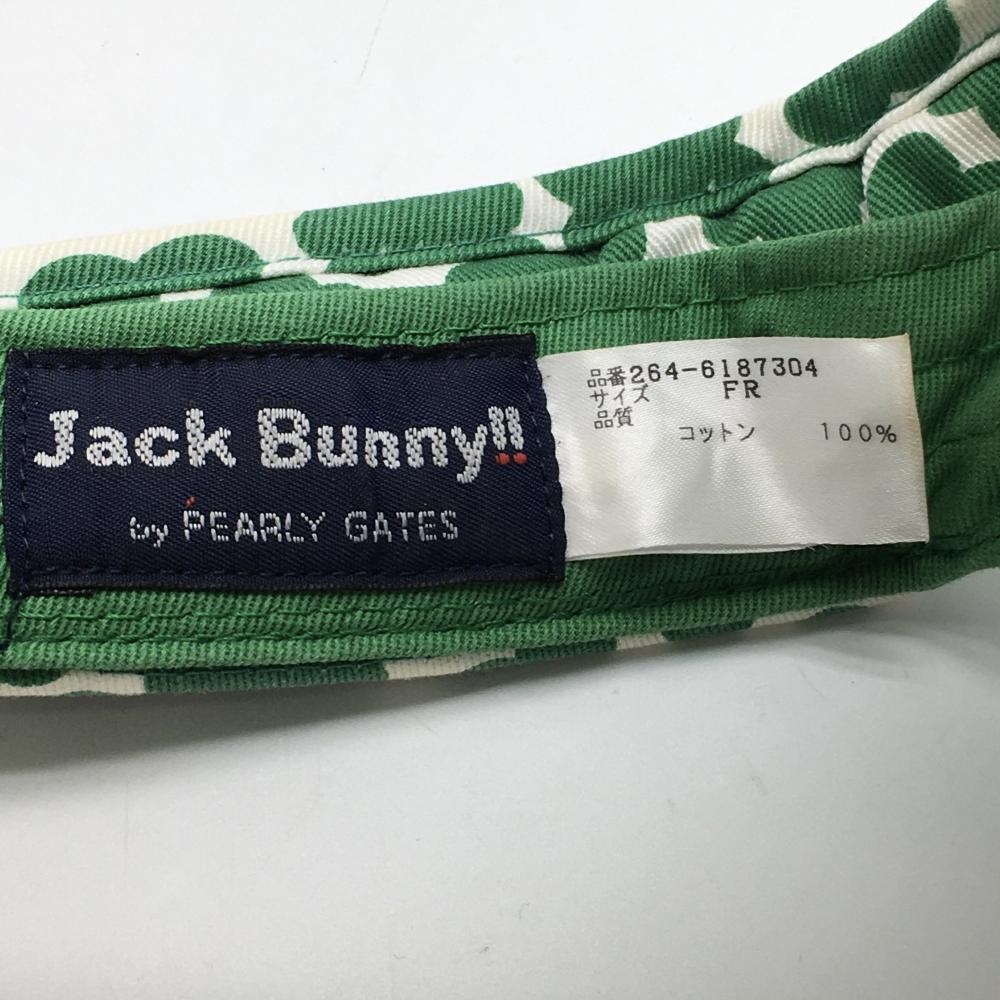 Jack Bunny!!
by PEARLY GATES
品番264-6187304
サイズ FR
品質
コットン 100%